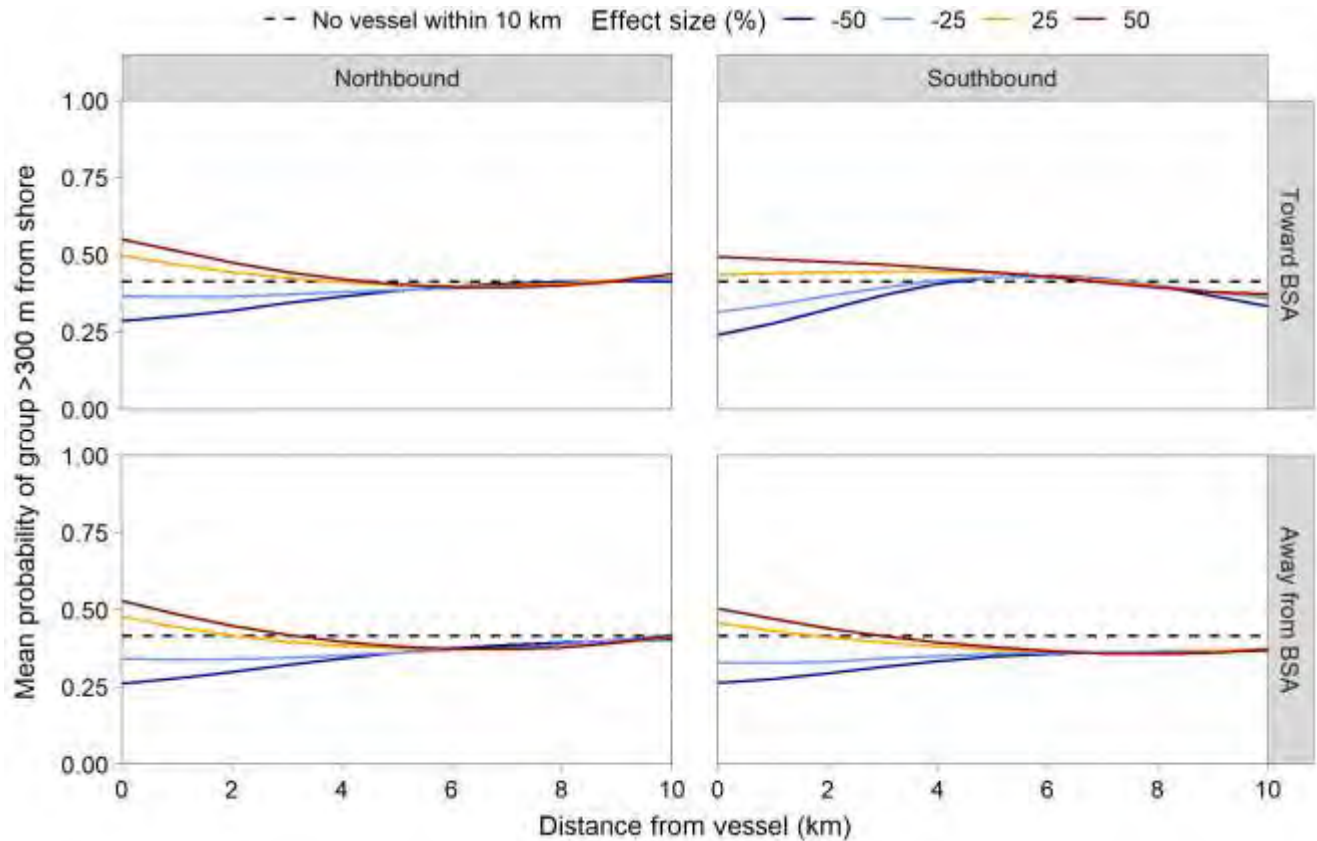 No vessel within 10 km Effect size (%) -50 -25 25 50
Northbound Southbound
Mean probability of group >300 m from shore
1.00
0.75
0.50
0.25
0.00
Toward BSA
1.00
0.75
0.50
0.25
0.00
Away from BSA
0 2 4 6 8 10 0 2 4 6 8 10
Distance from vessel (km)